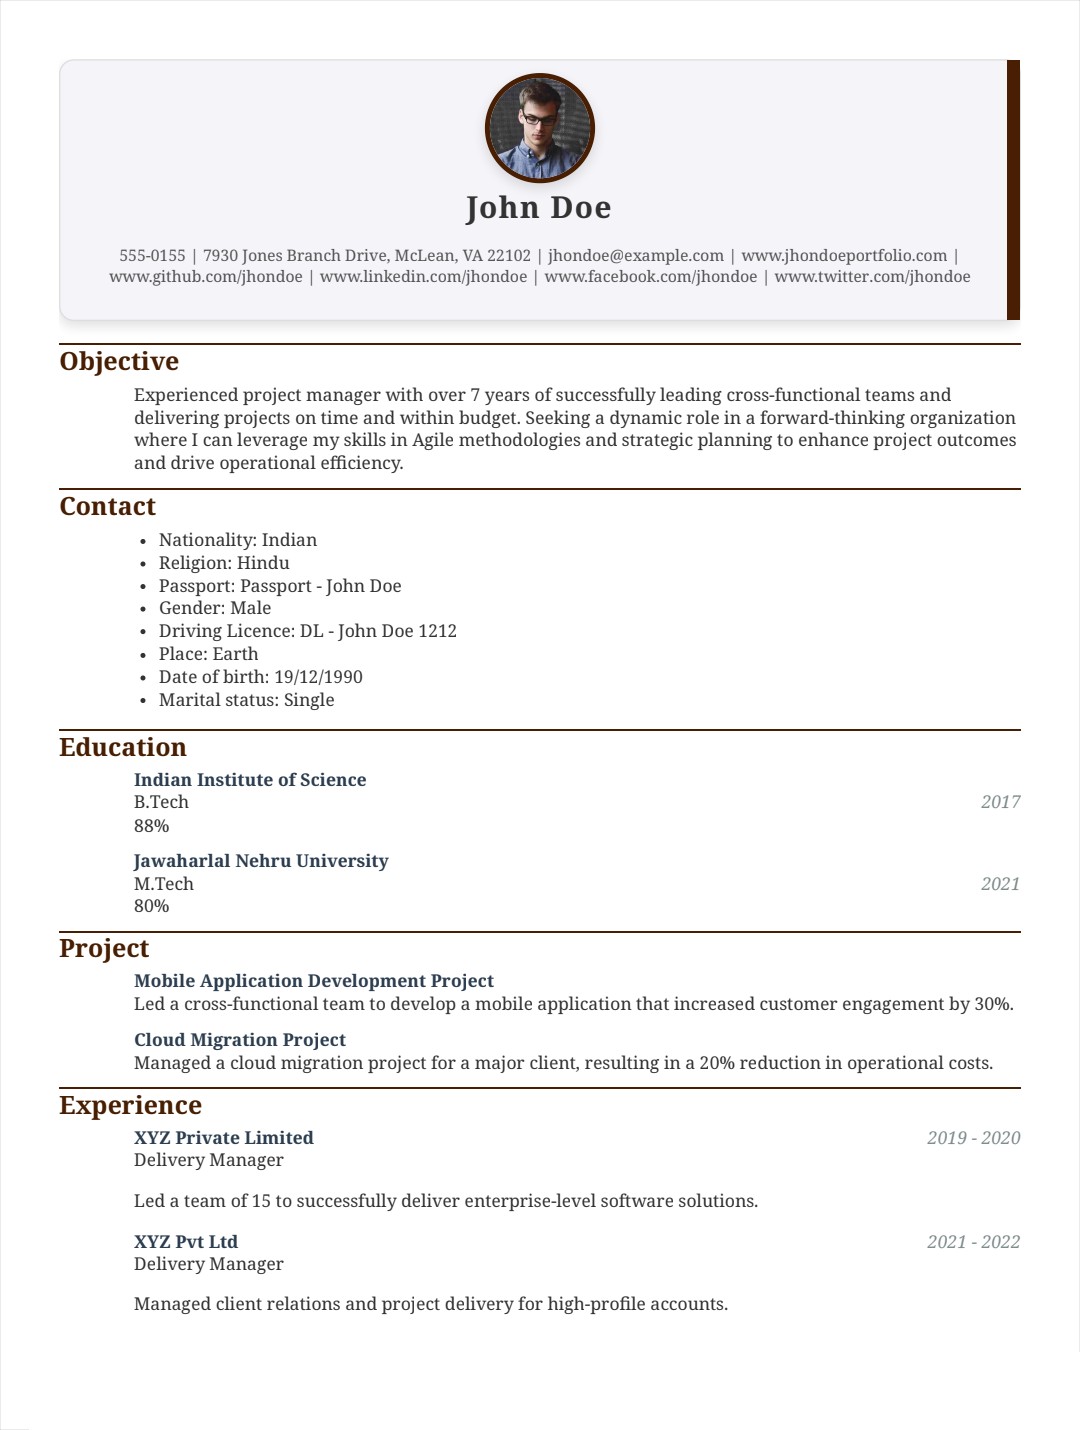 John Doe
555-0155 | 7930 Jones Branch Drive, McLean, VA 22102 | jhondoe@example.com | www.jhondoeportfolio.com |
www.github.com/jhondoe | www.linkedin.com/jhondoe | www.facebook.com/jhondoe | www.twitter.com/jhondoe
Objective
Experienced project manager with over 7 years of successfully leading cross-functional teams and
delivering projects on time and within budget. Seeking a dynamic role in a forward-thinking organization
where I can leverage my skills in Agile methodologies and strategic planning to enhance project outcomes
and drive operational efficiency.
Contact
• Nationality: Indian
• Religion: Hindu
• Passport: Passport - John Doe
• Gender: Male
• Driving Licence: DL - John Doe 1212
• Place: Earth
• Date of birth: 19/12/1990
• Marital status: Single
Education
Indian Institute of Science
B.Tech 2017
88%
Jawaharlal Nehru University
M.Tech 2021
80%
Project
Mobile Application Development Project
Led a cross-functional team to develop a mobile application that increased customer engagement by 30%.
Cloud Migration Project
Managed a cloud migration project for a major client, resulting in a 20% reduction in operational costs.
Experience
XYZ Private Limited 2019 - 2020
Delivery Manager
Led a team of 15 to successfully deliver enterprise-level software solutions.
XYZ Pvt Ltd 2021 - 2022
Delivery Manager
Managed client relations and project delivery for high-profile accounts.